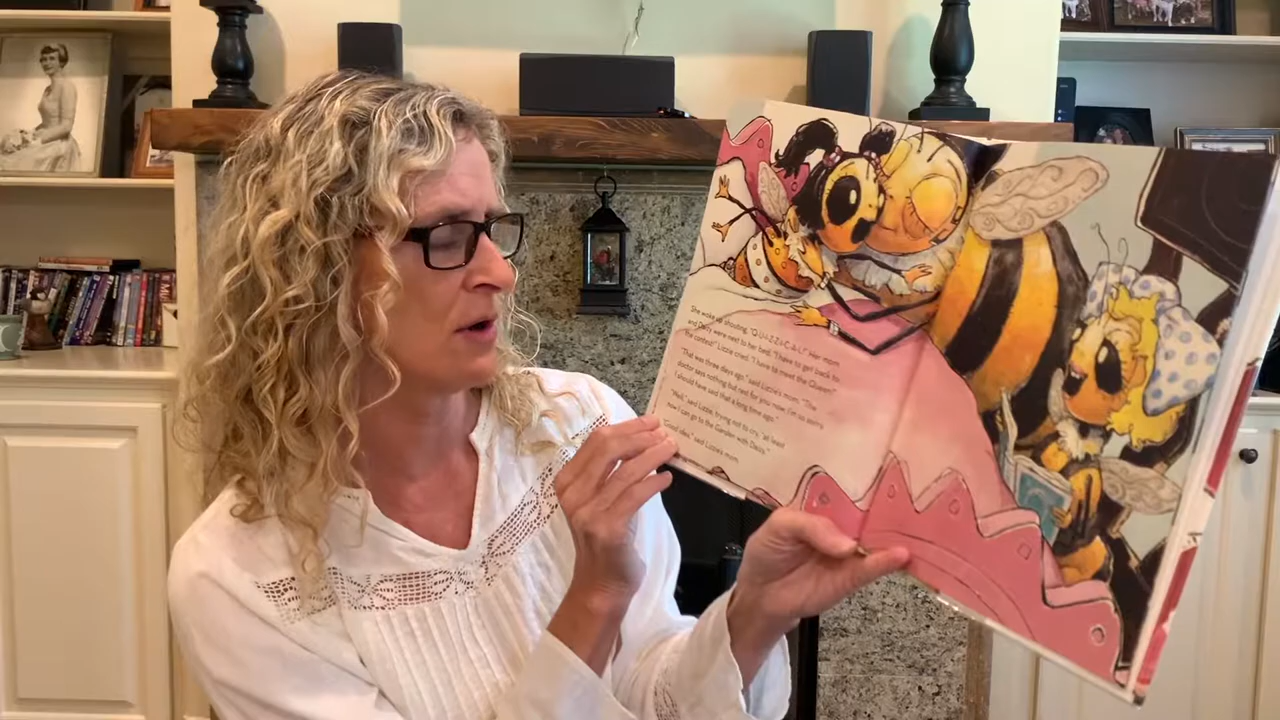 She woke up shouting, "Q-U-I-Z-Z-I-C-A-L!" Her mom
and Daisy were next to her bed. "I have to get back to
the contest!" Lizzie cried. "I have to meet the Queen!"
"That was three days ago," said Lizzie's mom. "The
doctor says nothing but rest for you now. I'm so sorry.
I should have said that a long time ago."
"Well," said Lizzie, trying not to cry, "at least
now I can go to the Garden with Daisy."
"Good idea," said Lizzie's mom.